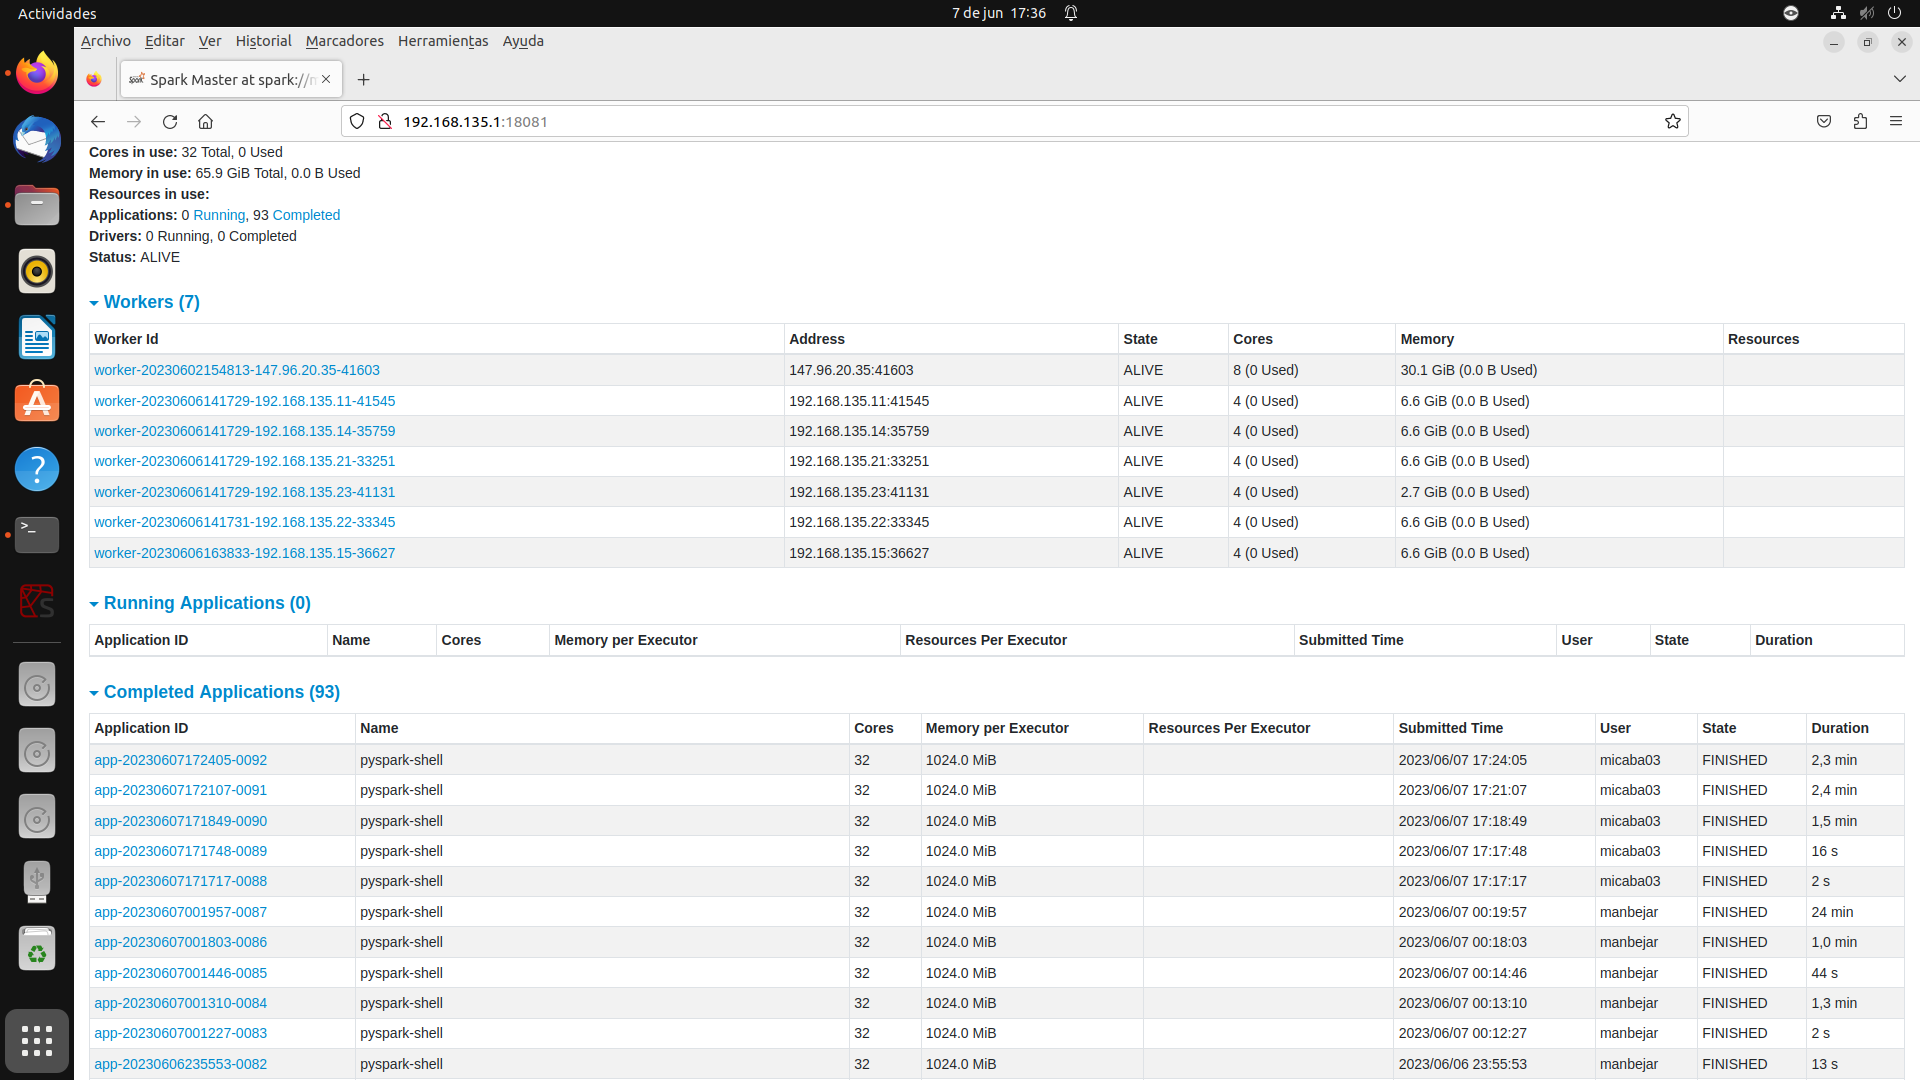 Actividades
7 de jun 17:36
Archivo Editar Ver Historial Marcadores Herramientas Ayuda
Spark Master at spark://
192.168.135.1:18081
Cores in use: 32 Total, 0 Used
Memory in use: 65.9 GiB Total, 0.0 B Used
Resources in use:
Applications: 0 Running, 93 Completed
Drivers: 0 Running, 0 Completed
Status: ALIVE
Workers (7)
Worker Id Address State Cores Memory Resources
worker-20230602154813-147.96.20.35-41603 147.96.20.35:41603 ALIVE 8 (0 Used) 30.1 GiB (0.0 B Used)
worker-20230606141729-192.168.135.11-41545 192.168.135.11:41545 ALIVE 4 (0 Used) 6.6 GiB (0.0 B Used)
worker-20230606141729-192.168.135.14-35759 192.168.135.14:35759 ALIVE 4 (0 Used) 6.6 GiB (0.0 B Used)
worker-20230606141729-192.168.135.21-33251 192.168.135.21:33251 ALIVE 4 (0 Used) 6.6 GiB (0.0 B Used)
worker-20230606141729-192.168.135.23-41131 192.168.135.23:41131 ALIVE 4 (0 Used) 2.7 GiB (0.0 B Used)
worker-20230606141731-192.168.135.22-33345 192.168.135.22:33345 ALIVE 4 (0 Used) 6.6 GiB (0.0 B Used)
worker-20230606163833-192.168.135.15-36627 192.168.135.15:36627 ALIVE 4 (0 Used) 6.6 GiB (0.0 B Used)
Running Applications (0)
Application ID Name Cores Memory per Executor Resources Per Executor Submitted Time User State Duration
Completed Applications (93)
Application ID Name Cores Memory per Executor Resources Per Executor Submitted Time User State Duration
app-20230607172405-0092 pyspark-shell 32 1024.0 MiB 2023/06/07 17:24:05 micaba03 FINISHED 2,3 min
app-20230607172107-0091 pyspark-shell 32 1024.0 MiB 2023/06/07 17:21:07 micaba03 FINISHED 2,4 min
app-20230607171849-0090 pyspark-shell 32 1024.0 MiB 2023/06/07 17:18:49 micaba03 FINISHED 1,5 min
app-20230607171748-0089 pyspark-shell 32 1024.0 MiB 2023/06/07 17:17:48 micaba03 FINISHED 16 s
app-20230607171717-0088 pyspark-shell 32 1024.0 MiB 2023/06/07 17:17:17 micaba03 FINISHED 2 s
app-20230607001957-0087 pyspark-shell 32 1024.0 MiB 2023/06/07 00:19:57 manbejar FINISHED 24 min
app-20230607001803-0086 pyspark-shell 32 1024.0 MiB 2023/06/07 00:18:03 manbejar FINISHED 1,0 min
app-20230607001446-0085 pyspark-shell 32 1024.0 MiB 2023/06/07 00:14:46 manbejar FINISHED 44 s
app-20230607001310-0084 pyspark-shell 32 1024.0 MiB 2023/06/07 00:13:10 manbejar FINISHED 1,3 min
app-20230607001227-0083 pyspark-shell 32 1024.0 MiB 2023/06/07 00:12:27 manbejar FINISHED 2 s
app-20230606235553-0082 pyspark-shell 32 1024.0 MiB 2023/06/06 23:55:53 manbejar FINISHED 13 s